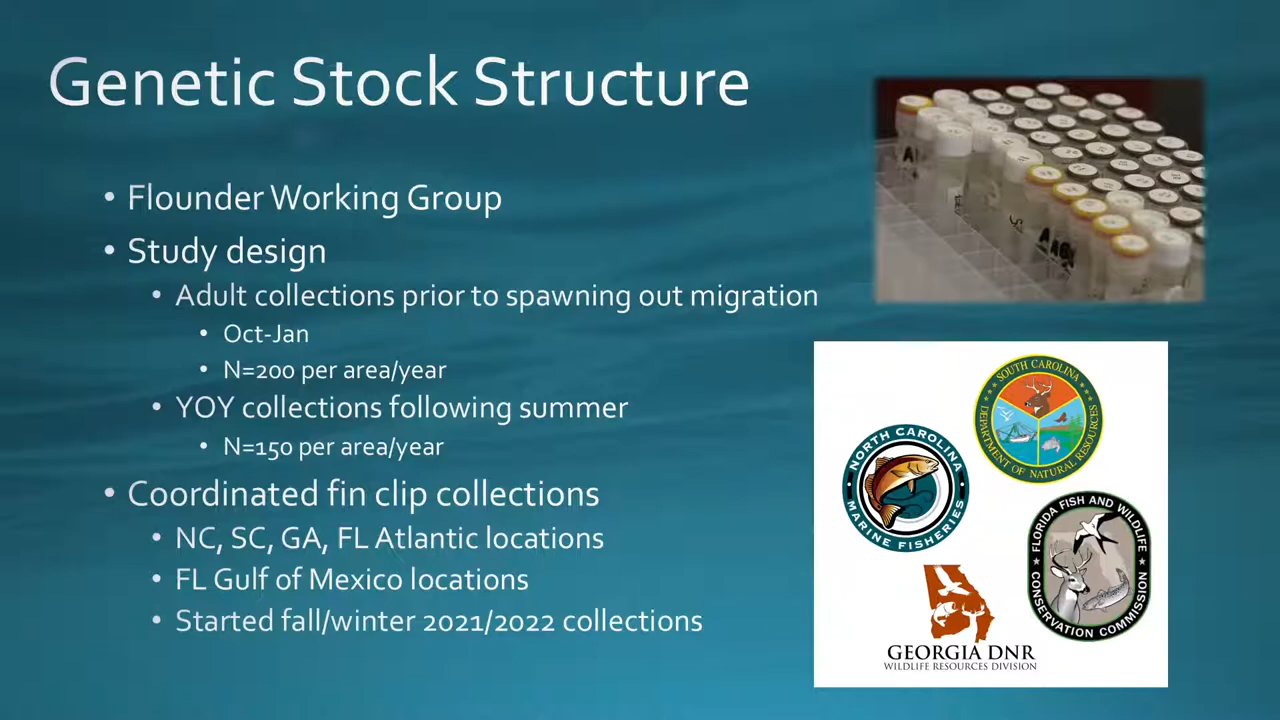 Genetic Stock Structure
• Flounder Working Group
• Study design
• Adult collections prior to spawning out migration
• Oct-Jan
• N=200 per area/year
• YOY collections following summer
• N=150 per area/year
• Coordinated fin clip collections
• NC, SC, GA, FL Atlantic locations
• FL Gulf of Mexico locations
• Started fall/winter 2021/2022 collections
SOUTH CAROLINA
DEPARTMENT OF NATURAL RESOURCES
NORTH CAROLINA
MARINE FISHERIES
FLORIDA FISH AND WILDLIFE
CONSERVATION COMMISSION
GEORGIA DNR
WILDLIFE RESOURCES DIVISION